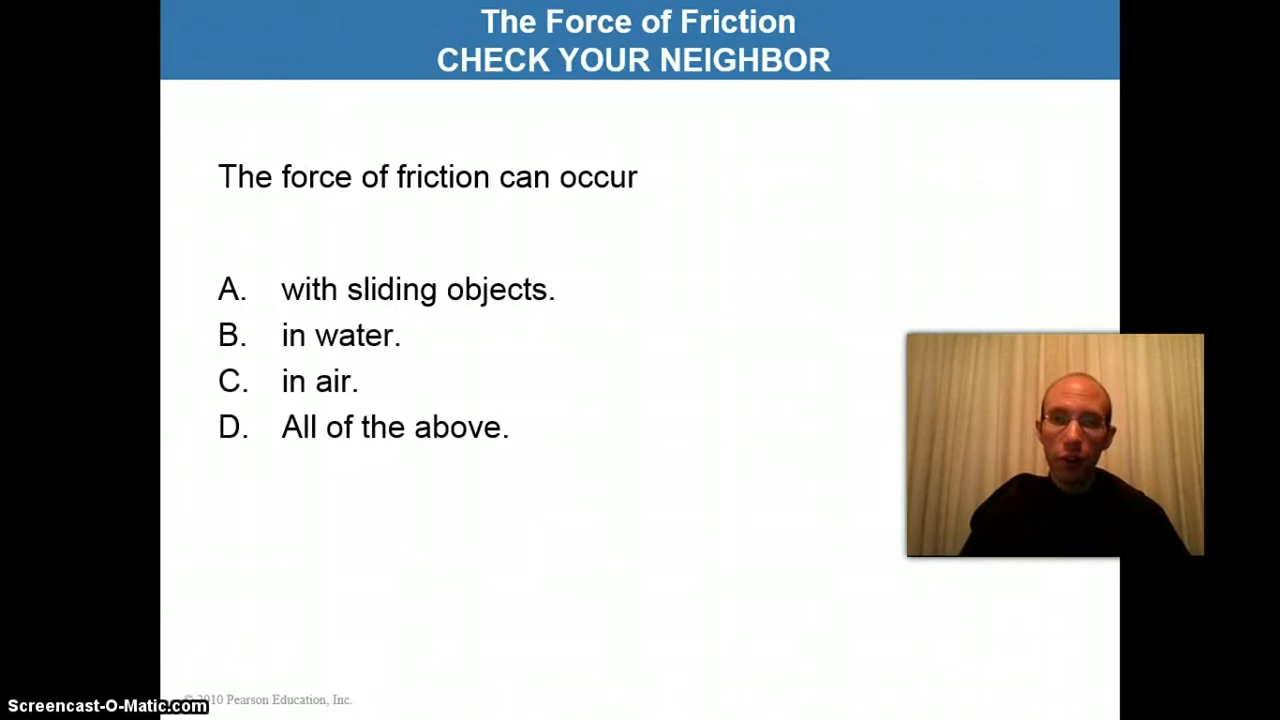 The Force of Friction
CHECK YOUR NEIGHBOR
The force of friction can occur
A. with sliding objects.
B. in water.
C. in air.
D. All of the above.
© 2010 Pearson Education, Inc.
Screencast-O-Matic.com